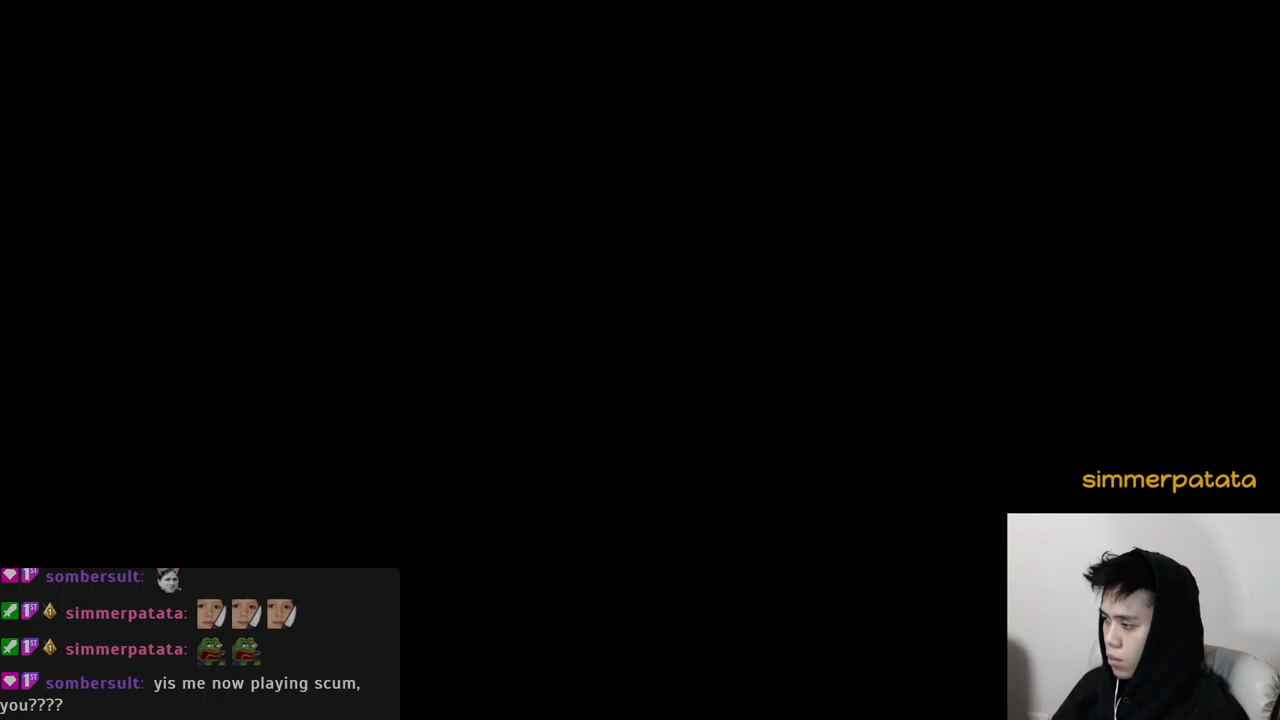 simmerpatata
sombersult:
simmerpatata:
simmerpatata:
sombersult: yis me now playing scum,
you????